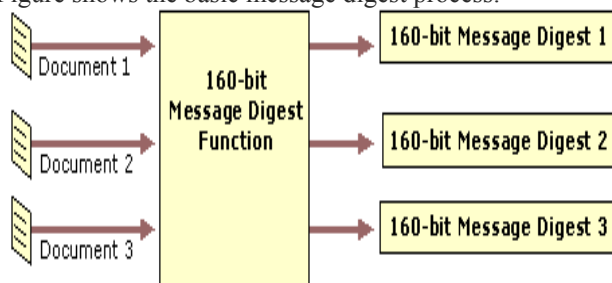 Figure shows the basic message digest process.
Document 1
Document 2
Document 3
160-bit
Message Digest
Function
160-bit Message Digest 1
160-bit Message Digest 2
160-bit Message Digest 3